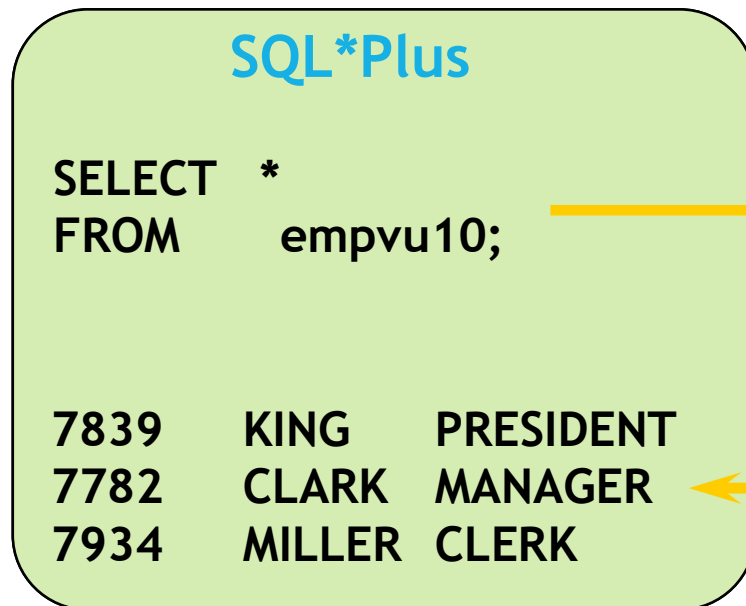 SQL*Plus
SELECT *
FROM empvu10;
7839 KING PRESIDENT
7782 CLARK MANAGER
7934 MILLER CLERK